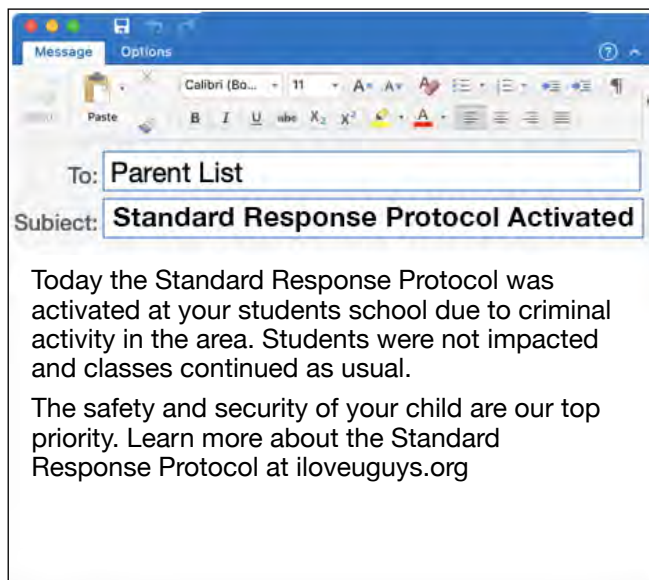 Message Options
Calibri (Bo... 11
Paste B I U abc X₂ X² A
To: Parent List
Subject: Standard Response Protocol Activated
Today the Standard Response Protocol was
activated at your students school due to criminal
activity in the area. Students were not impacted
and classes continued as usual.
The safety and security of your child are our top
priority. Learn more about the Standard
Response Protocol at iloveuguys.org